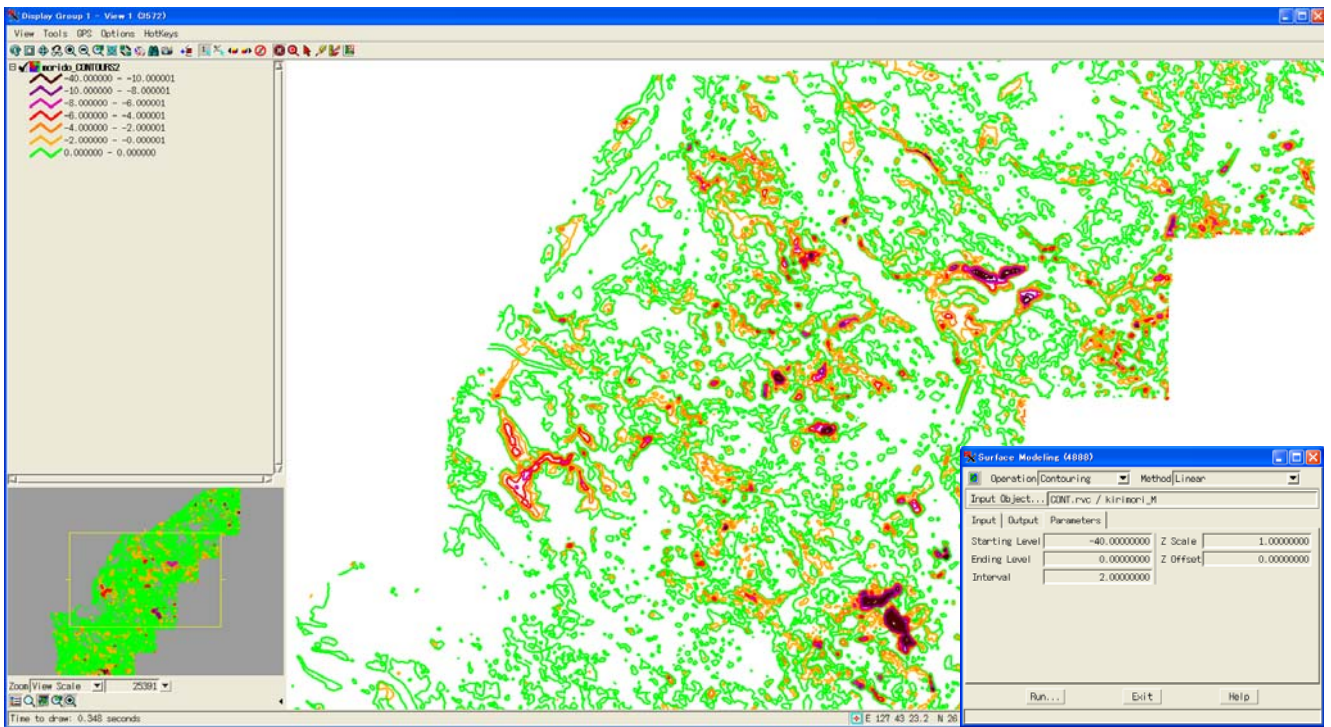 Display Group 1 - View 1 (3572)
View Tools GPS Options HotKeys
morido_CONTOURS2
-40.000000 - -10.000001
-10.000000 - -8.000001
-8.000000 - -6.000001
-6.000000 - -4.000001
-4.000000 - -2.000001
-2.000000 - -0.000001
0.000000 - 0.000000
Surface Modeling (4888)
Operation Contouring Method Linear
Input Object... CONT.rvc / kirimori_M
Input Output Parameters
Starting Level -40.00000000 Z Scale 1.00000000
Ending Level 0.00000000 Z Offset 0.00000000
Interval 2.00000000
Run... Exit Help
Zoom View Scale 25391
Time to draw: 0.348 seconds
E 127 43 23.2 N 26